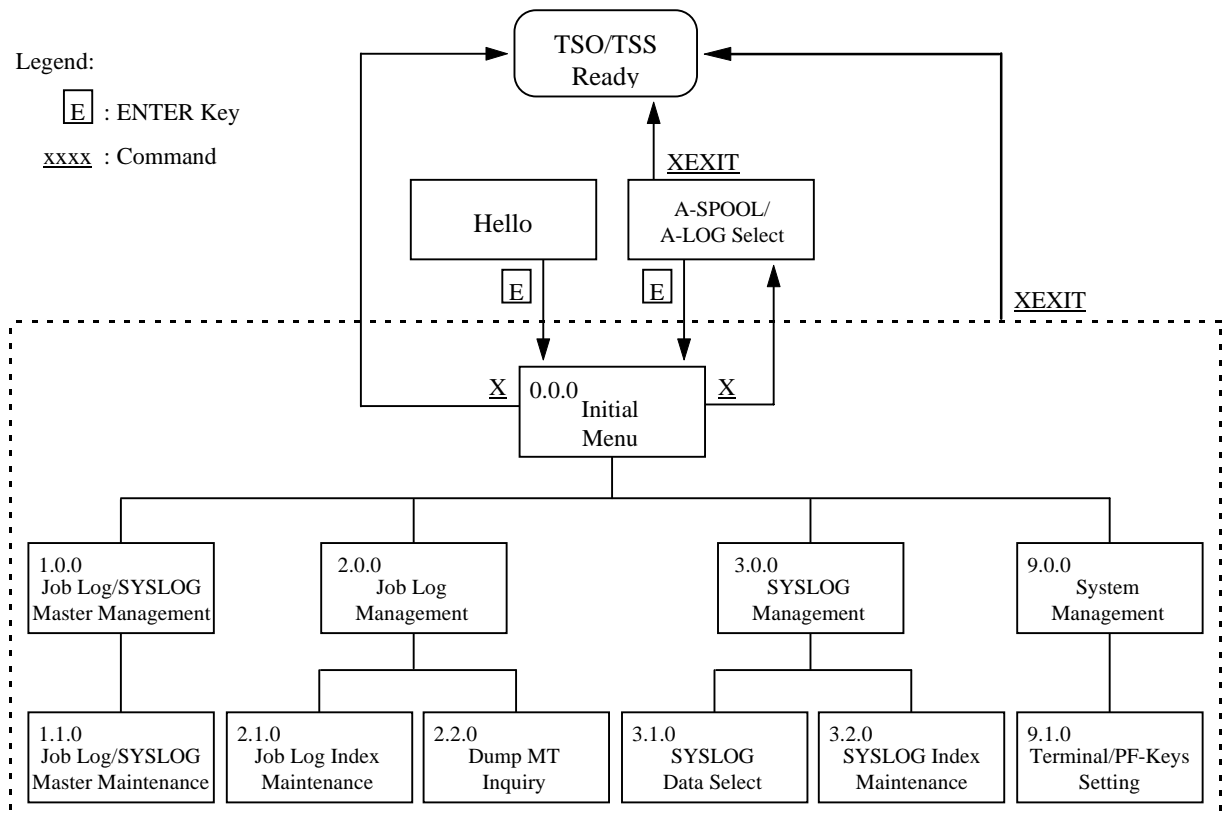 TSO/TSS
Ready
Legend:
E : ENTER Key
xxxx : Command
XEXIT
Hello
A-SPOOL/
A-LOG Select
E
E
XEXIT
X
0.0.0
Initial
Menu
X
1.0.0
Job Log/SYSLOG
Master Management
2.0.0
Job Log
Management
3.0.0
SYSLOG
Management
9.0.0
System
Management
1.1.0
Job Log/SYSLOG
Master Maintenance
2.1.0
Job Log Index
Maintenance
2.2.0
Dump MT
Inquiry
3.1.0
SYSLOG
Data Select
3.2.0
SYSLOG Index
Maintenance
9.1.0
Terminal/PF-Keys
Setting